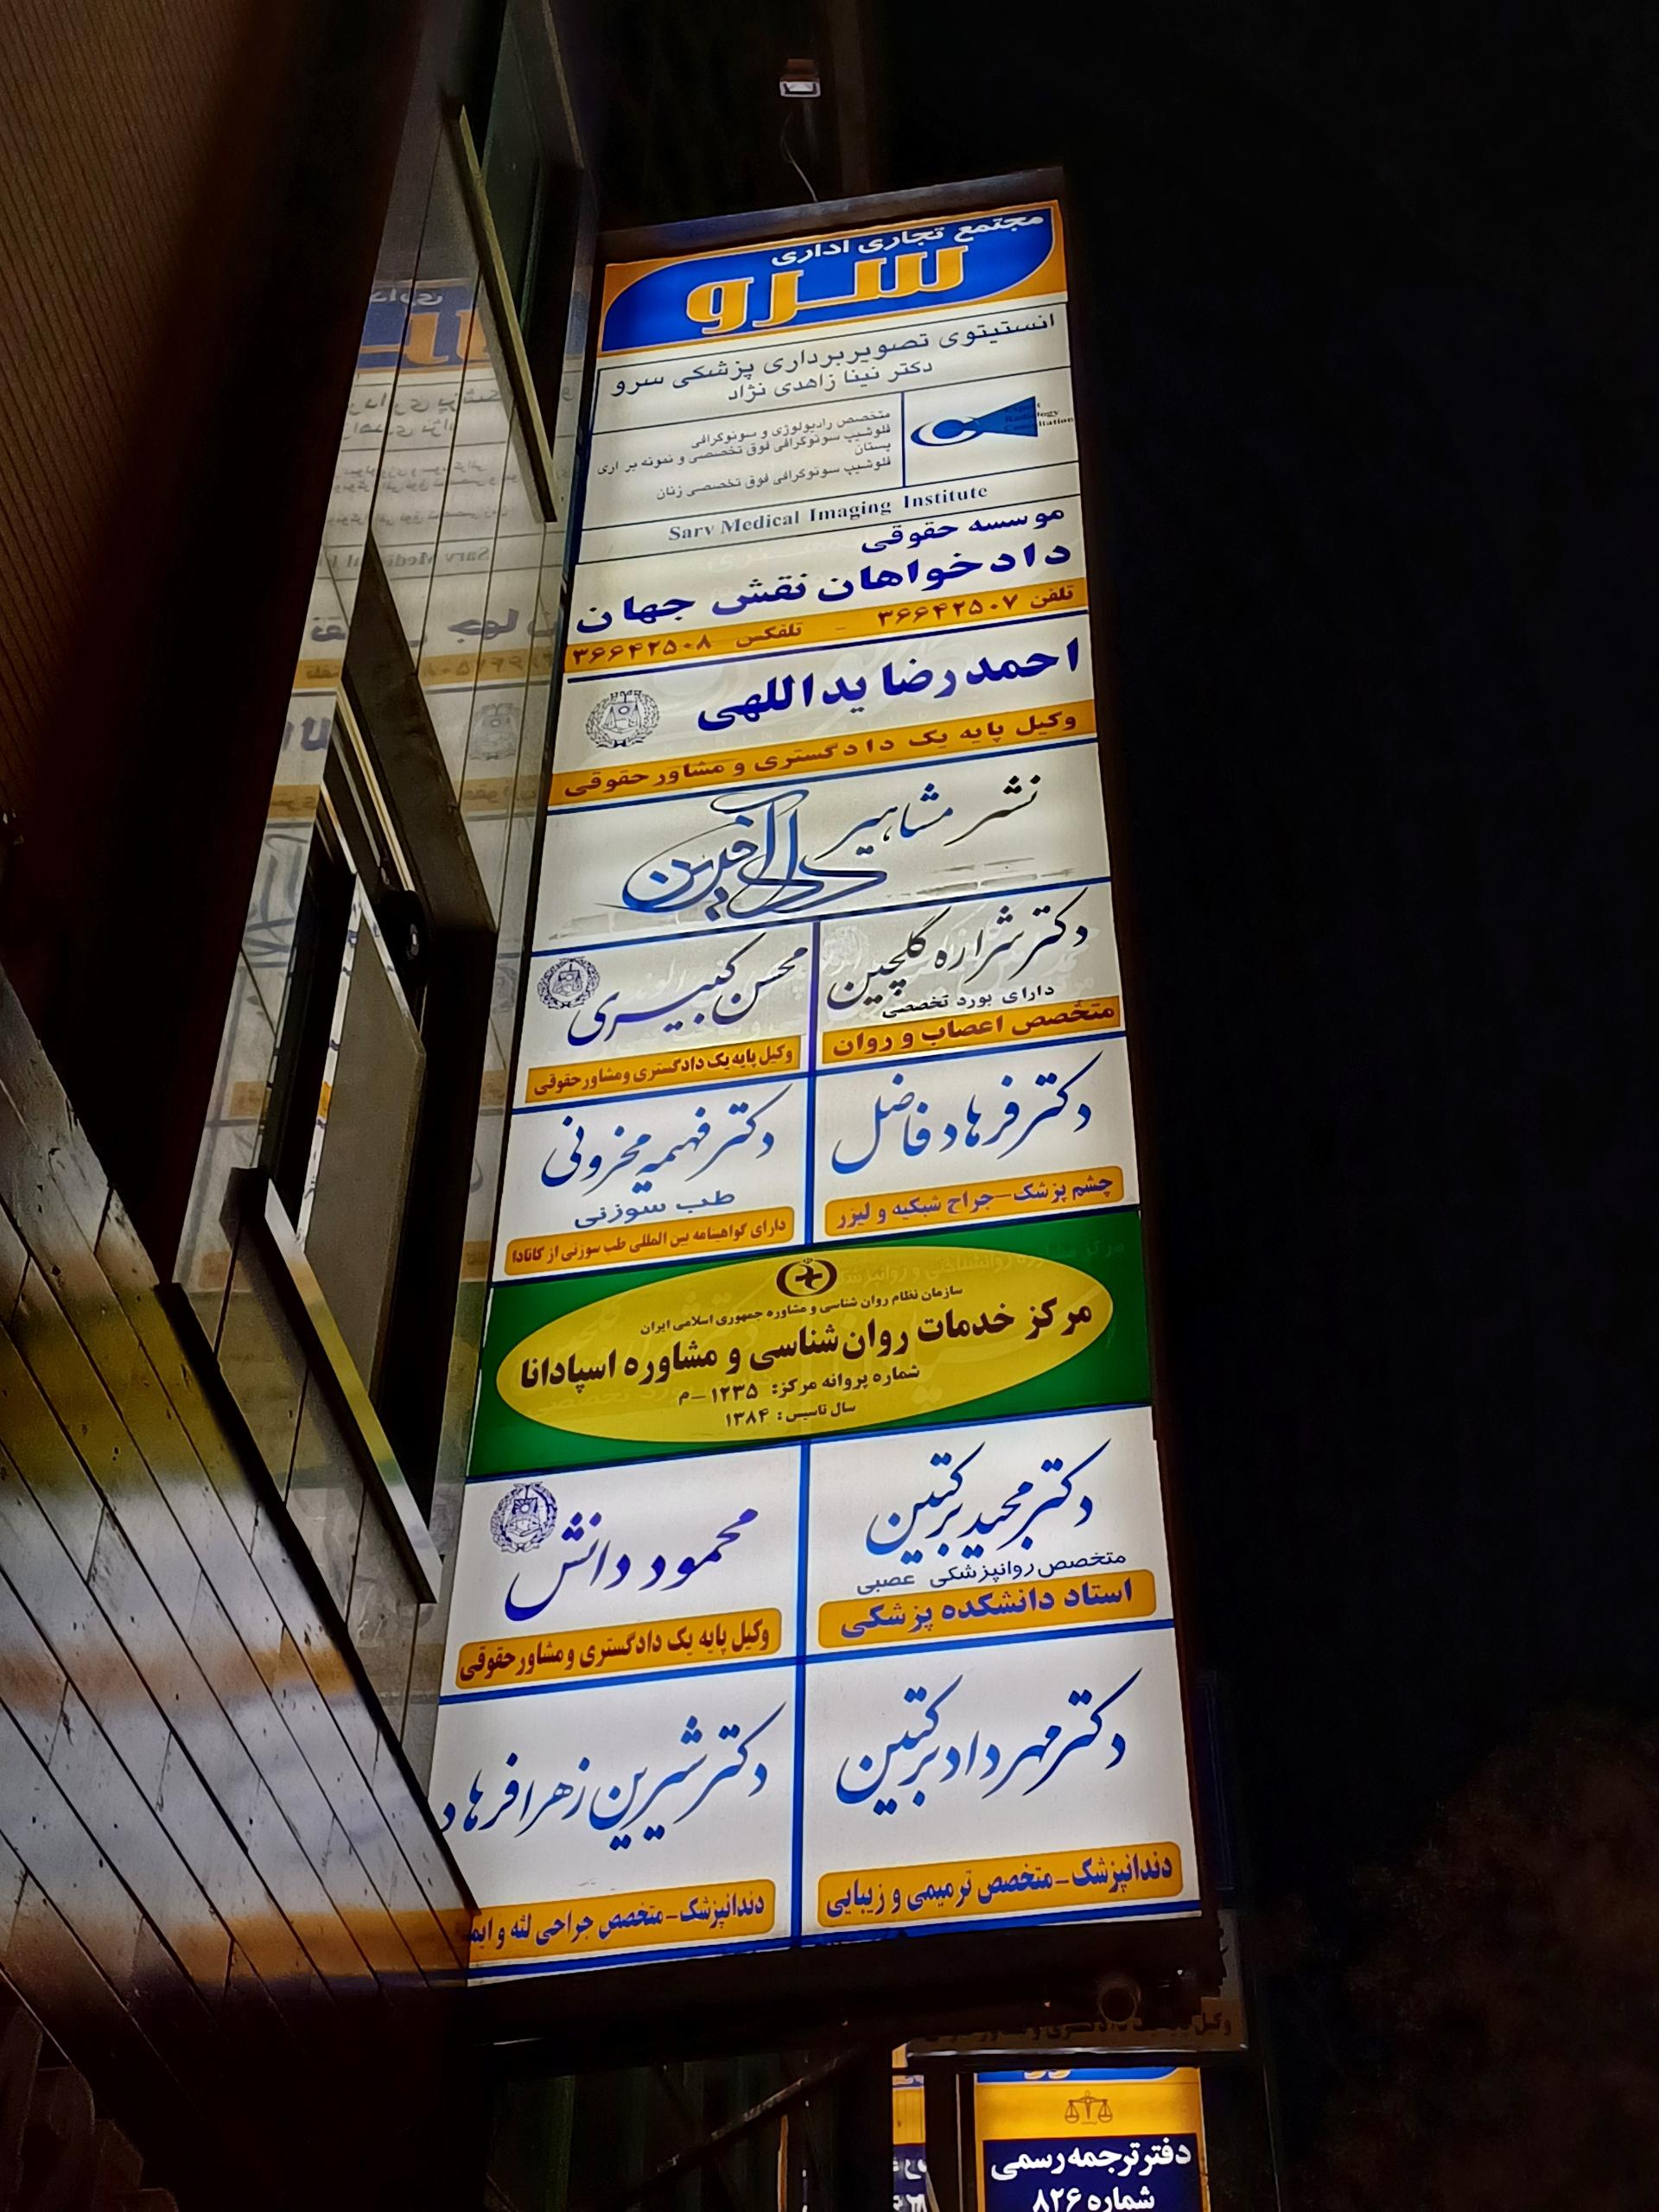 مجتمع تجاری اداری
سرو
انستیتوی تصویربرداری پزشکی سرو
دکتر نینا زاهدی نژاد
متخصص رادیولوژی و سونوگرافی
فلوشیپ سونوگرافی فوق تخصصی و نمونه برداری
پستان
فلوشیپ سونوگرافی فوق تخصصی زنان
Sarv Medical Imaging Institute
موسسه حقوقی
دادخواهان نقش جهان
تلفن ۳۶۶۴۲۵۰۷ - تلفکس ۳۶۶۴۲۵۰۸
احمدرضا یداللهی
وکیل پایه یک دادگستری و مشاور حقوقی
نشر مشاهیر
دکتر شراره گلچین
دارای بورد تخصصی
متخصص اعصاب و روان
محسن کبیری
وکیل پایه یک دادگستری و مشاور حقوقی
دکتر فرهاد فاضل
چشم پزشک-جراح شبکیه و لیزر
دکتر فهیمه مخزونی
طب سوزنی
دارای گواهینامه بین المللی طب سوزنی از کانادا
سازمان نظام روان شناسی و مشاوره جمهوری اسلامی ایران
مرکز خدمات روان‌شناسی و مشاوره اسپادانا
شماره پروانه مرکز: ۱۲۳۵-م
سال تاسیس: ۱۳۸۴
دکتر مجید برکتین
متخصص روانپزشکی عصبی
استاد دانشکده پزشکی
محمود دانش
وکیل پایه یک دادگستری و مشاور حقوقی
دکتر مهرداد برکتین
دندانپزشک-متخصص ترمیمی و زیبایی
دکتر شیرین زهرا فرهاد
دندانپزشک-متخصص جراحی لثه و ایم
دفتر ترجمه رسمی
شماره ۸۲۶